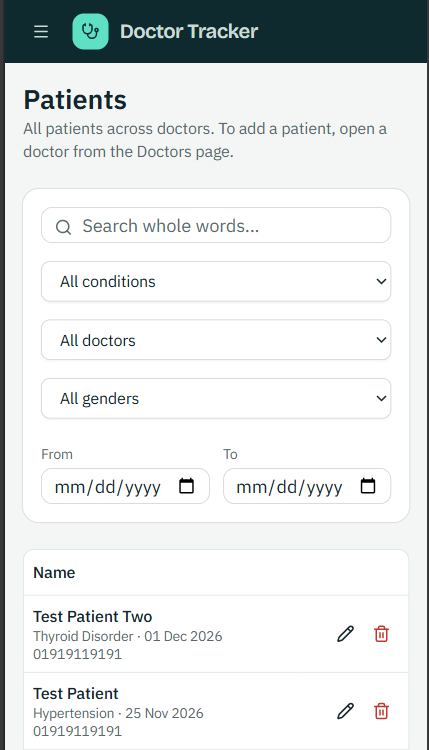 Doctor Tracker
Patients
All patients across doctors. To add a patient, open a
doctor from the Doctors page.
Search whole words...
All conditions
All doctors
All genders
From To
mm/dd/yyyy mm/dd/yyyy
Name
Test Patient Two
Thyroid Disorder · 01 Dec 2026
01919119191
Test Patient
Hypertension · 25 Nov 2026
01919119191